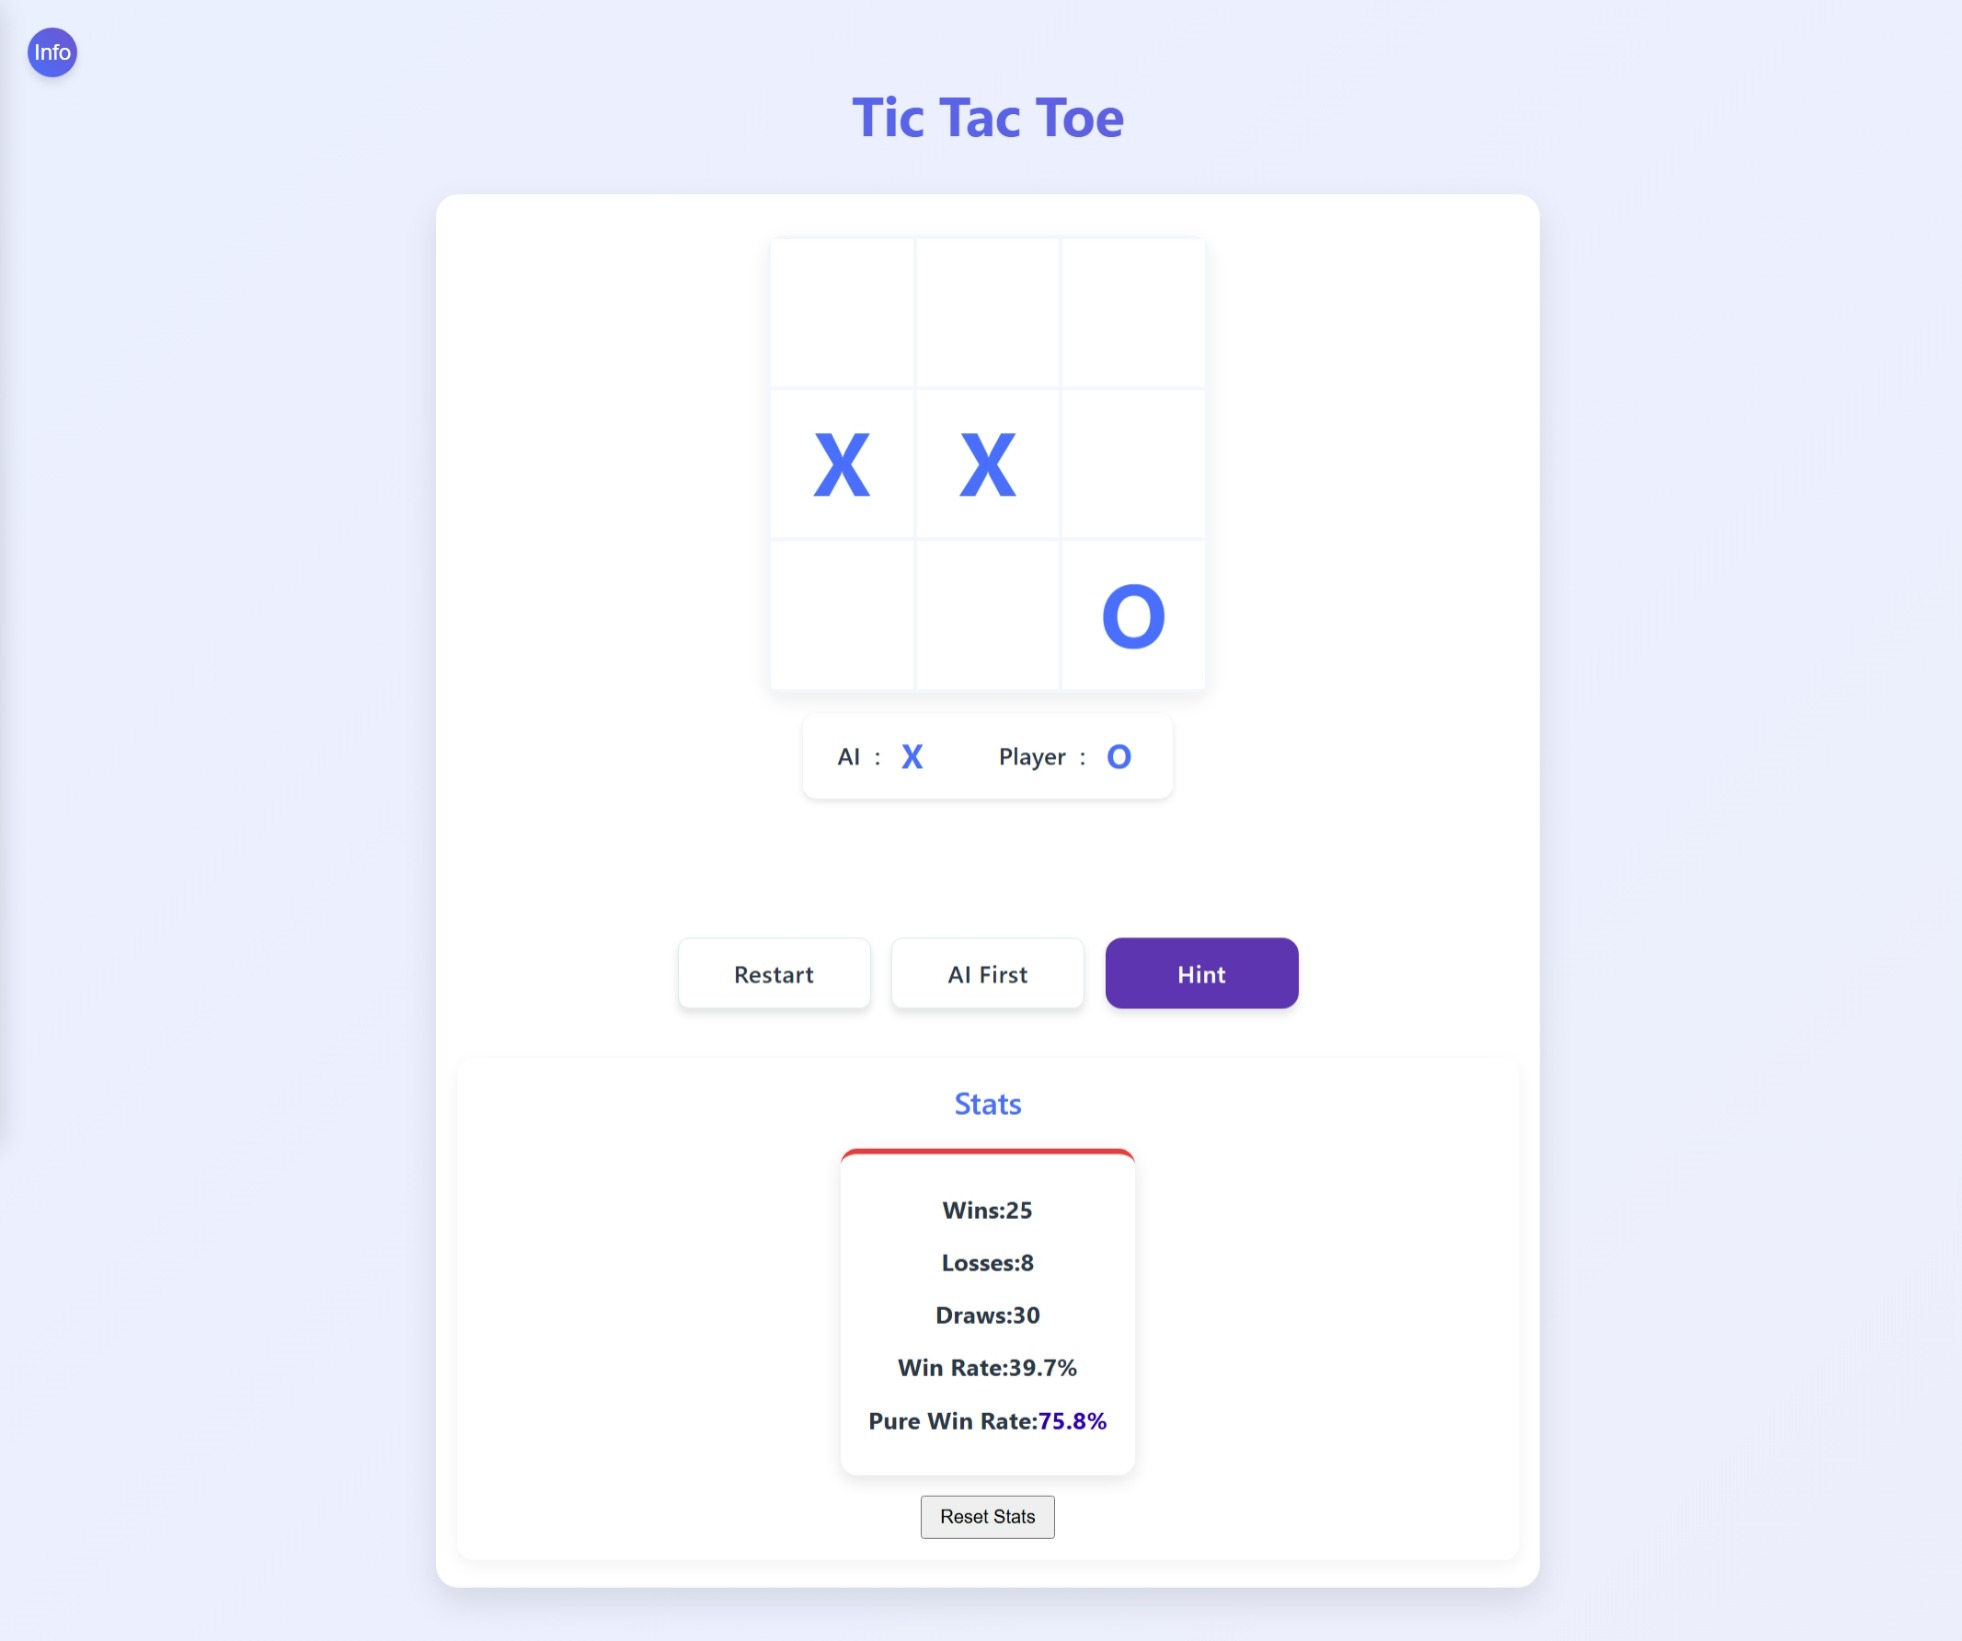 Info
Tic Tac Toe
X X
O
AI : X Player : O
Restart AI First Hint
Stats
Wins:25
Losses:8
Draws:30
Win Rate:39.7%
Pure Win Rate:75.8%
Reset Stats